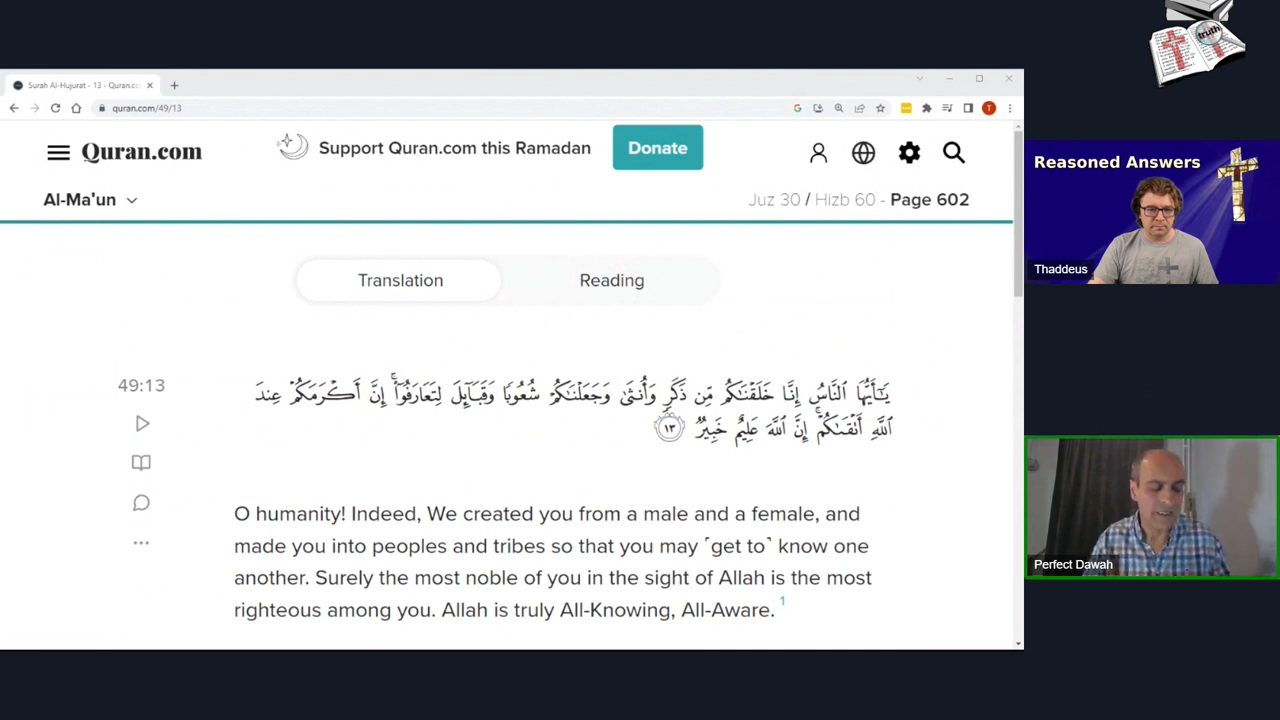 truth
Surah Al-Hujurat - 13 - Quran.co
quran.com/49/13
Quran.com
Support Quran.com this Ramadan
Donate
Al-Ma'un
Juz 30 / Hizb 60 - Page 602
Translation
Reading
49:13
يَـٰٓأَيُّهَا ٱلنَّاسُ إِنَّا خَلَقْنَـٰكُم مِّن ذَكَرٍ وَأُنثَىٰ وَجَعَلْنَـٰكُمْ شُعُوبًا وَقَبَآئِلَ لِتَعَارَفُوٓا۟ ۚ إِنَّ أَكْرَمَكُمْ عِندَ
ٱللَّهِ أَتْقَىٰكُمْ ۚ إِنَّ ٱللَّهَ عَلِيمٌ خَبِيرٌ ١٣
O humanity! Indeed, We created you from a male and a female, and
made you into peoples and tribes so that you may ˹get to˺ know one
another. Surely the most noble of you in the sight of Allah is the most
righteous among you. Allah is truly All-Knowing, All-Aware. 1
Reasoned Answers
Thaddeus
Perfect Dawah